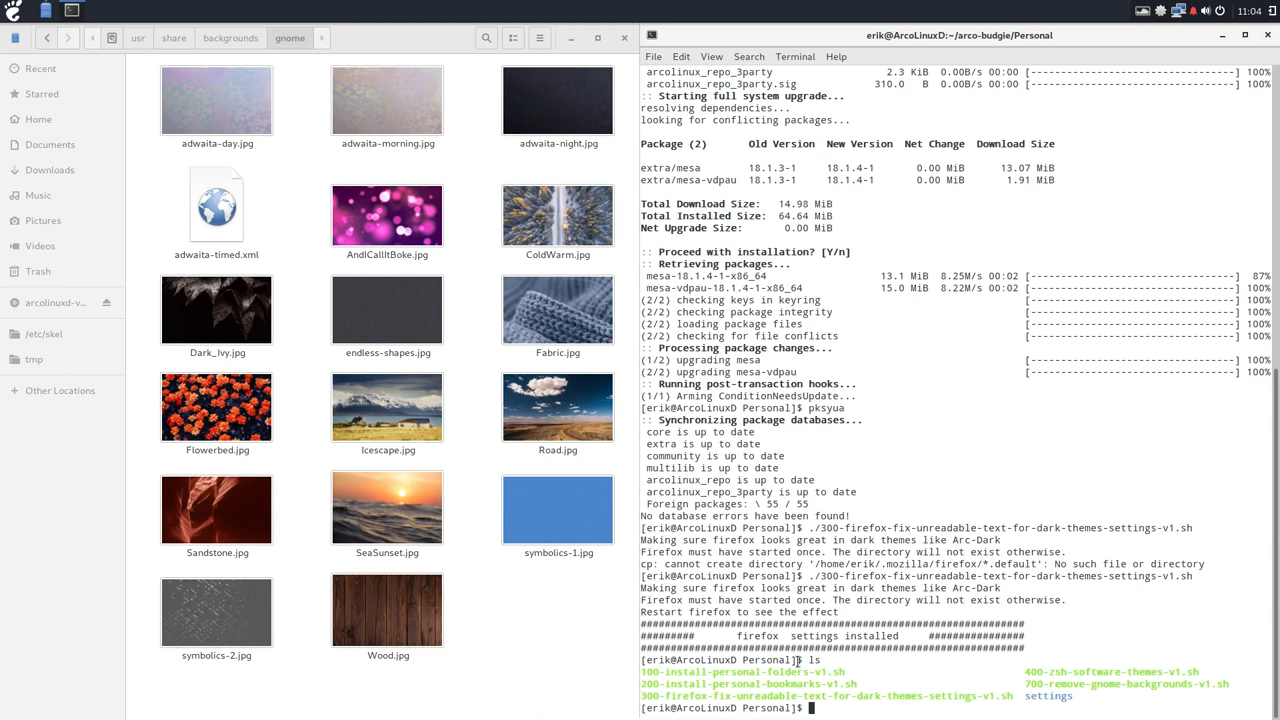 11:04
usr
share
backgrounds
gnome
Recent
Starred
Home
Documents
Downloads
Music
Pictures
Videos
Trash
arcolinuxd-v...
/etc/skel
tmp
Other Locations
adwaita-day.jpg
adwaita-morning.jpg
adwaita-night.jpg
adwaita-timed.xml
AndICallItBoke.jpg
ColdWarm.jpg
Dark_Ivy.jpg
endless-shapes.jpg
Fabric.jpg
Flowerbed.jpg
Icescape.jpg
Road.jpg
Sandstone.jpg
SeaSunset.jpg
symbolics-1.jpg
symbolics-2.jpg
Wood.jpg
erik@ArcoLinuxD:~/arco-budgie/Personal
File Edit View Search Terminal Help
arcolinux_repo_3party 2.3 KiB 0.00B/s 00:00 [----------------------------------] 100%
arcolinux_repo_3party.sig 310.0 B 0.00B/s 00:00 [----------------------------------] 100%
:: Starting full system upgrade...
resolving dependencies...
looking for conflicting packages...
Package (2) Old Version New Version Net Change Download Size
extra/mesa 18.1.3-1 18.1.4-1 0.00 MiB 13.07 MiB
extra/mesa-vdpau 18.1.3-1 18.1.4-1 0.00 MiB 1.91 MiB
Total Download Size: 14.98 MiB
Total Installed Size: 64.64 MiB
Net Upgrade Size: 0.00 MiB
:: Proceed with installation? [Y/n]
:: Retrieving packages...
mesa-18.1.4-1-x86_64 13.1 MiB 8.25M/s 00:02 [----------------------------------] 87%
mesa-vdpau-18.1.4-1-x86_64 15.0 MiB 8.22M/s 00:02 [----------------------------------] 100%
(2/2) checking keys in keyring [----------------------------------] 100%
(2/2) checking package integrity [----------------------------------] 100%
(2/2) loading package files [----------------------------------] 100%
(2/2) checking for file conflicts [----------------------------------] 100%
:: Processing package changes...
(1/2) upgrading mesa [----------------------------------] 100%
(2/2) upgrading mesa-vdpau [----------------------------------] 100%
:: Running post-transaction hooks...
(1/1) Arming ConditionNeedsUpdate...
[erik@ArcoLinuxD Personal]$ pksyua
:: Synchronizing package databases...
core is up to date
extra is up to date
community is up to date
multilib is up to date
arcolinux_repo is up to date
arcolinux_repo_3party is up to date
Foreign packages: \ 55 / 55
No database errors have been found!
[erik@ArcoLinuxD Personal]$ ./300-firefox-fix-unreadable-text-for-dark-themes-settings-v1.sh
Making sure firefox looks great in dark themes like Arc-Dark
Firefox must have started once. The directory will not exist otherwise.
cp: cannot create directory '/home/erik/.mozilla/firefox/*.default': No such file or directory
[erik@ArcoLinuxD Personal]$ ./300-firefox-fix-unreadable-text-for-dark-themes-settings-v1.sh
Making sure firefox looks great in dark themes like Arc-Dark
Firefox must have started once. The directory will not exist otherwise.
Restart firefox to see the effect
################################################################
######### firefox settings installed ################
################################################################
[erik@ArcoLinuxD Personal]$ ls
100-install-personal-folders-v1.sh 400-zsh-software-themes-v1.sh
200-install-personal-bookmarks-v1.sh 700-remove-gnome-backgrounds-v1.sh
300-firefox-fix-unreadable-text-for-dark-themes-settings-v1.sh settings
[erik@ArcoLinuxD Personal]$